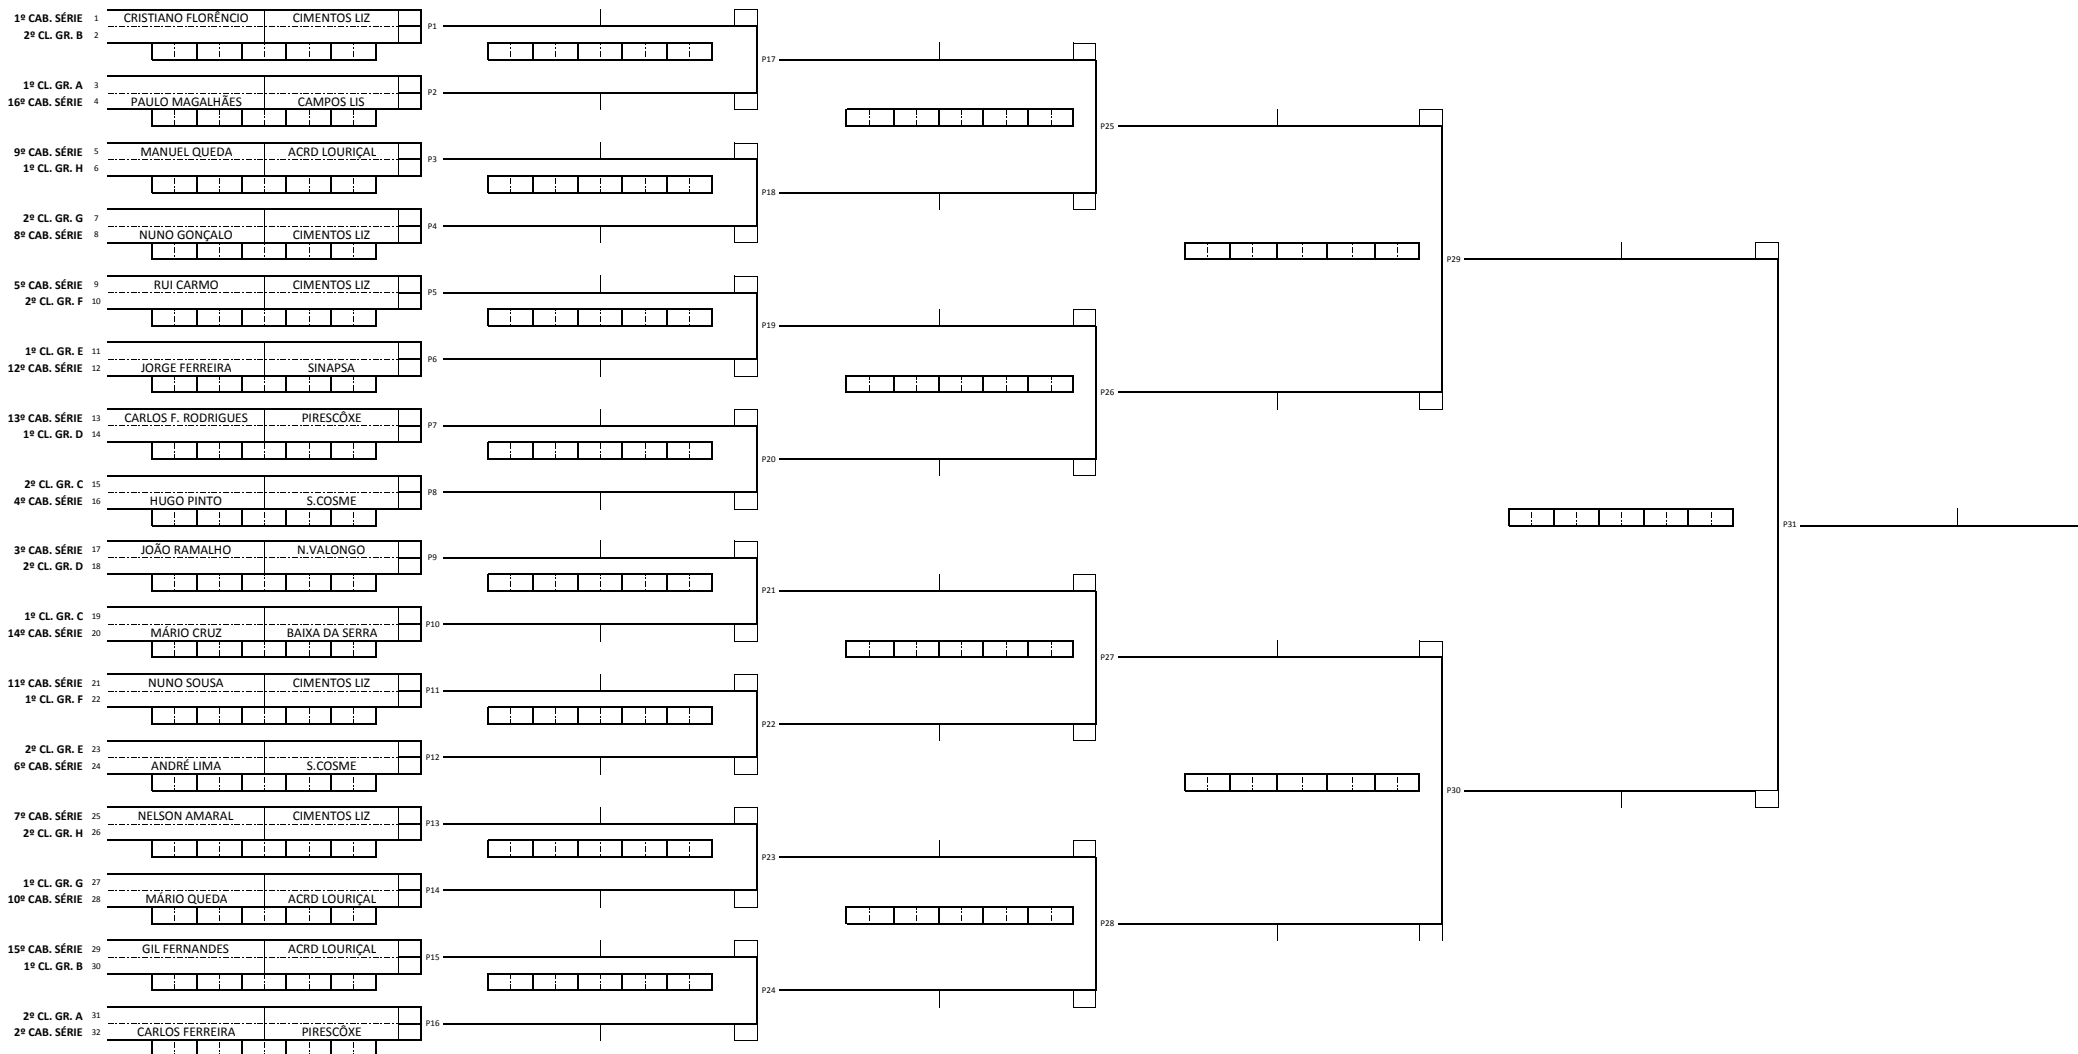 1º CAB. SÉRIE 1 CRISTIANO FLORÊNCIO CIMENTOS LIZ
P1
2º CL. GR. B 2
P17
1º CL. GR. A 3
P2
16º CAB. SÉRIE 4 PAULO MAGALHÃES CAMPOS LIS
P25
9º CAB. SÉRIE 5 MANUEL QUEDA ACRD LOURIÇAL
P3
1º CL. GR. H 6
P18
2º CL. GR. G 7
P4
8º CAB. SÉRIE 8 NUNO GONÇALO CIMENTOS LIZ
P29
5º CAB. SÉRIE 9 RUI CARMO CIMENTOS LIZ
P5
2º CL. GR. F 10
P19
1º CL. GR. E 11
P6
12º CAB. SÉRIE 12 JORGE FERREIRA SINAPSA
P26
13º CAB. SÉRIE 13 CARLOS F. RODRIGUES PIRESCÔXE
P7
1º CL. GR. D 14
P20
2º CL. GR. C 15
P8
4º CAB. SÉRIE 16 HUGO PINTO S.COSME
P31
3º CAB. SÉRIE 17 JOÃO RAMALHO N.VALONGO
P9
2º CL. GR. D 18
P21
1º CL. GR. C 19
P10
14º CAB. SÉRIE 20 MÁRIO CRUZ BAIXA DA SERRA
P27
11º CAB. SÉRIE 21 NUNO SOUSA CIMENTOS LIZ
P11
1º CL. GR. F 22
P22
2º CL. GR. E 23
P12
6º CAB. SÉRIE 24 ANDRÉ LIMA S.COSME
P30
7º CAB. SÉRIE 25 NELSON AMARAL CIMENTOS LIZ
P13
2º CL. GR. H 26
P23
1º CL. GR. G 27
P14
10º CAB. SÉRIE 28 MÁRIO QUEDA ACRD LOURIÇAL
P28
15º CAB. SÉRIE 29 GIL FERNANDES ACRD LOURIÇAL
P15
1º CL. GR. B 30
P24
2º CL. GR. A 31
P16
2º CAB. SÉRIE 32 CARLOS FERREIRA PIRESCÔXE